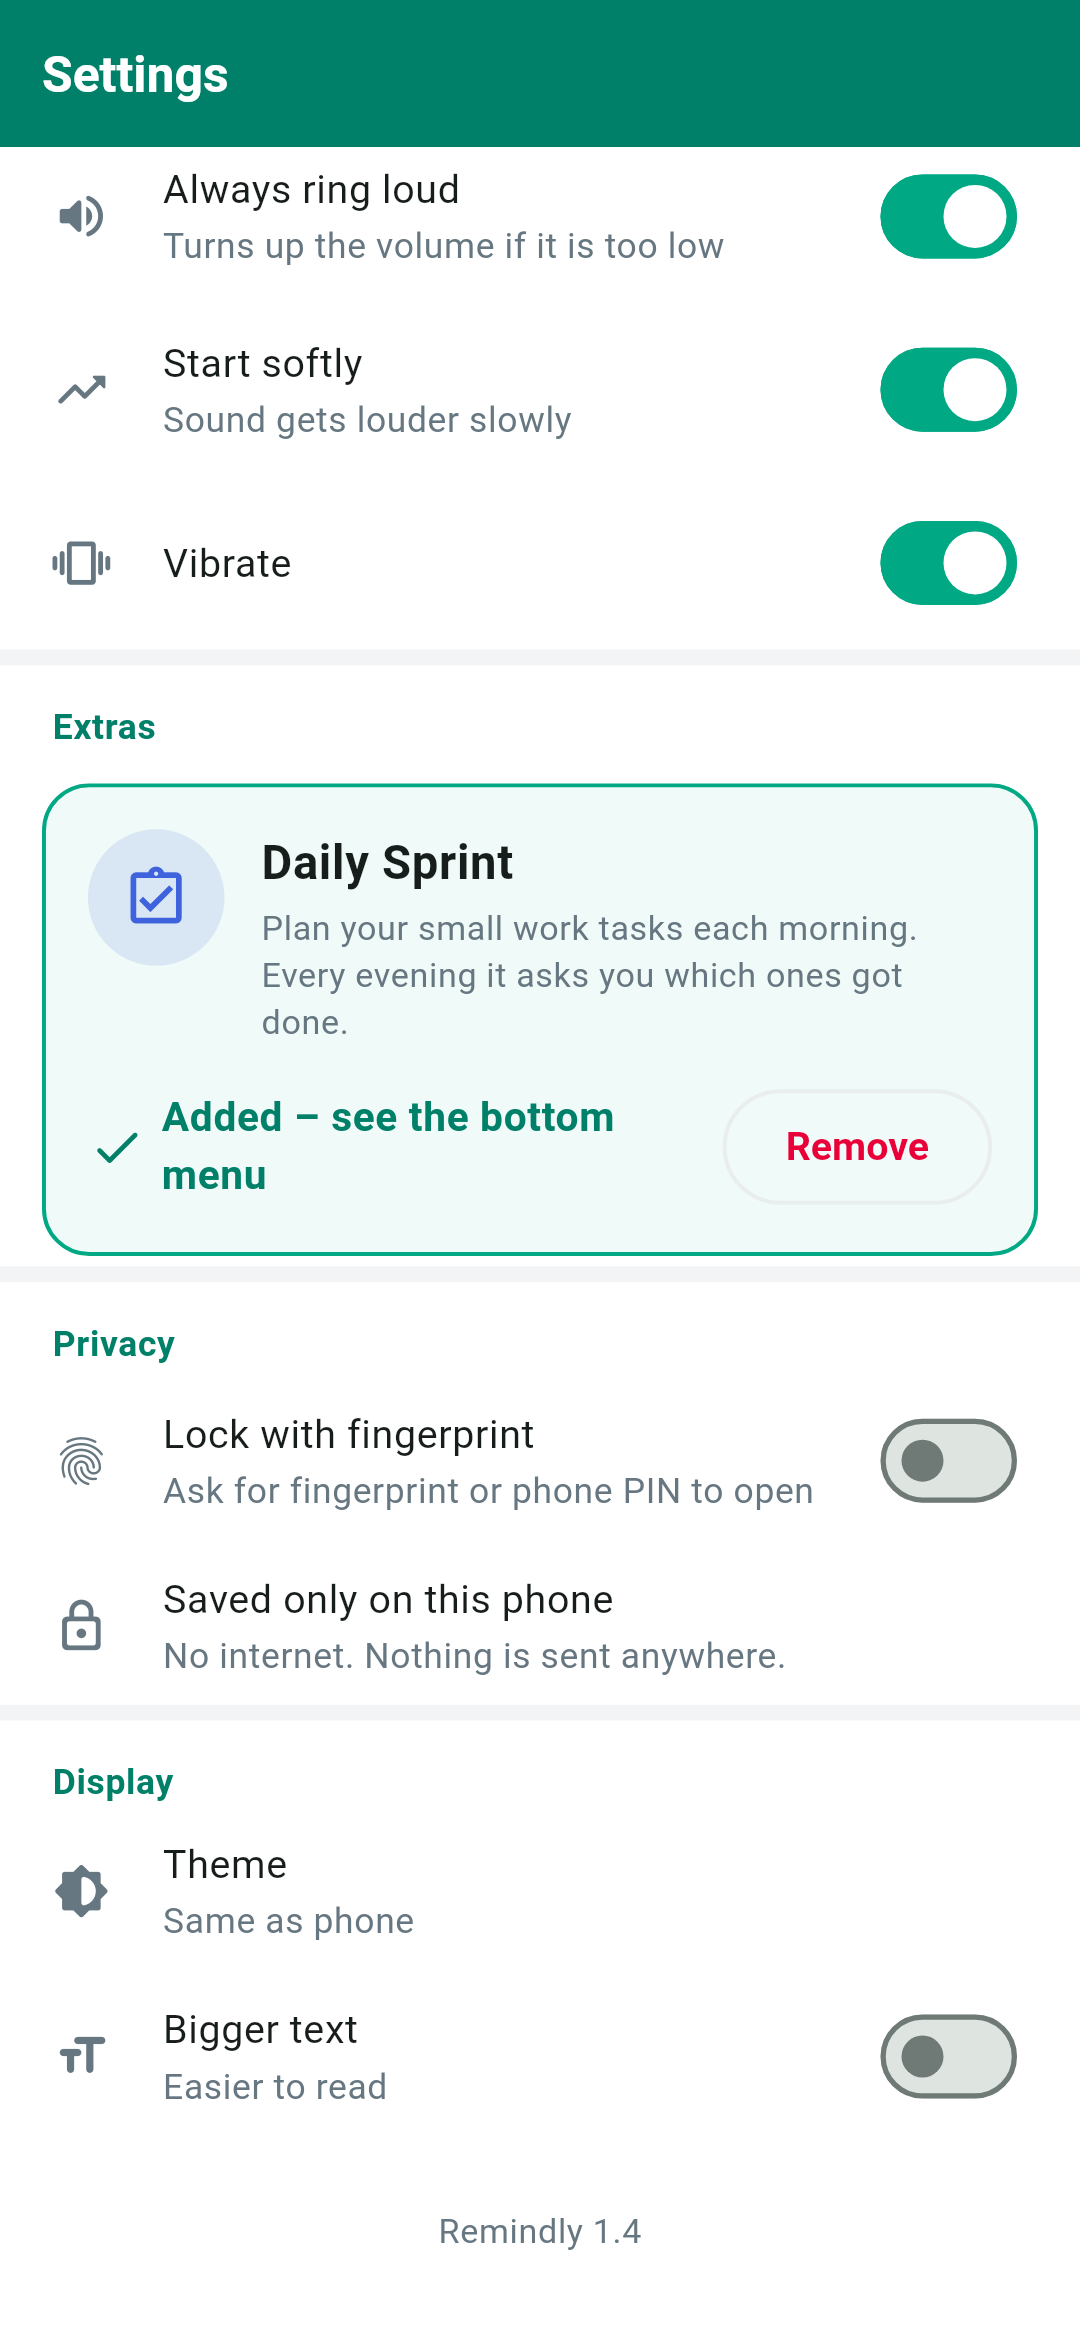 Settings
Always ring loud
Turns up the volume if it is too low
Start softly
Sound gets louder slowly
Vibrate
Extras
Daily Sprint
Plan your small work tasks each morning.
Every evening it asks you which ones got
done.
Added – see the bottom
menu
Remove
Privacy
Lock with fingerprint
Ask for fingerprint or phone PIN to open
Saved only on this phone
No internet. Nothing is sent anywhere.
Display
Theme
Same as phone
Bigger text
Easier to read
Remindly 1.4